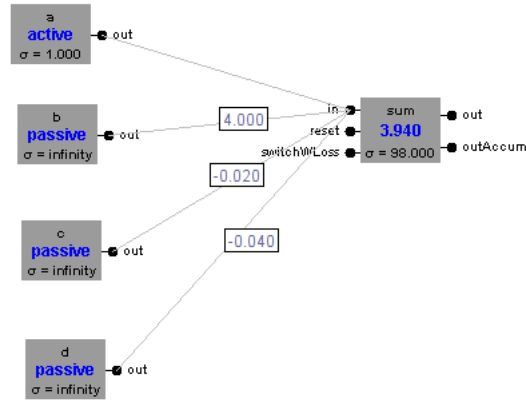 a
active
σ = 1.000
out
b
passive
σ = infinity
out
4.000
in
reset
switchWLoss
sum
3.940
σ = 98.000
out
outAccum
-0.020
c
passive
σ = infinity
out
-0.040
d
passive
σ = infinity
out